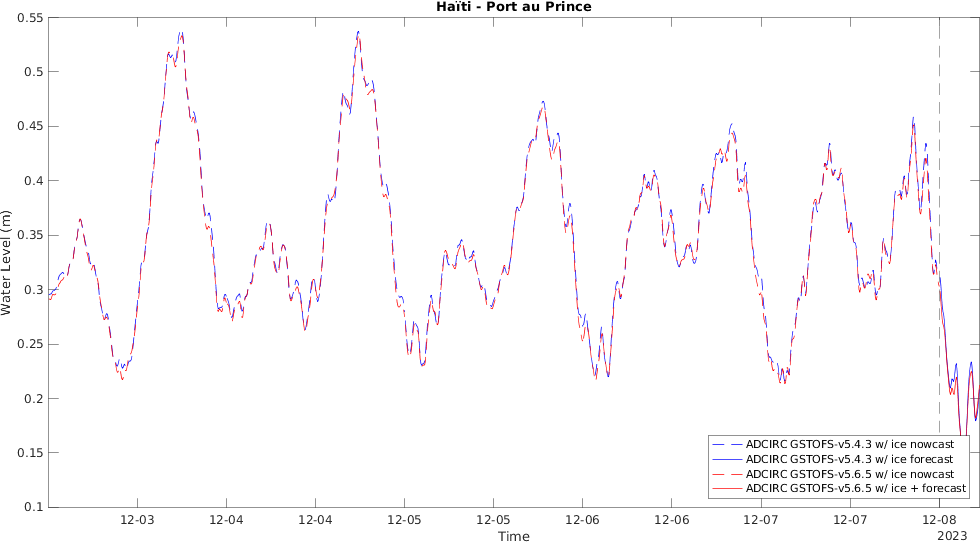 Haïti - Port au Prince
0.55
0.5
0.45
0.4
0.35
0.3
0.25
0.2
0.15
0.1
Water Level (m)
ADCIRC GSTOFS-v5.4.3 w/ ice nowcast
ADCIRC GSTOFS-v5.4.3 w/ ice forecast
ADCIRC GSTOFS-v5.6.5 w/ ice nowcast
ADCIRC GSTOFS-v5.6.5 w/ ice + forecast
12-03 12-04 12-04 12-05 12-05 12-06 12-06 12-07 12-07 12-08
Time 2023